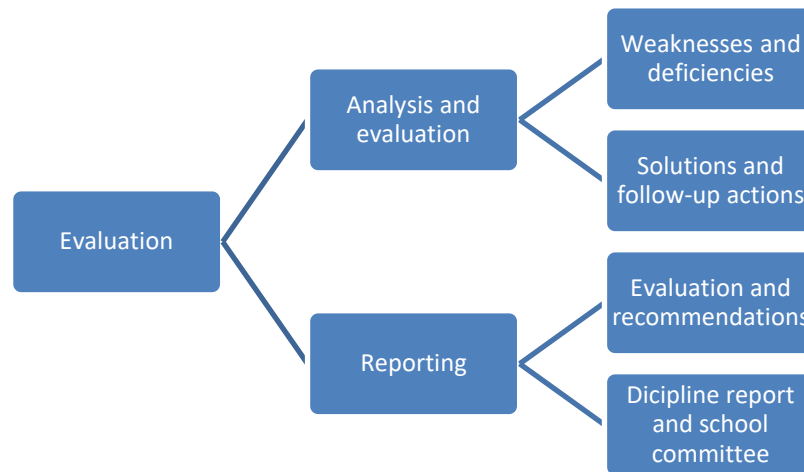 Weaknesses and
deficiencies
Analysis and
evaluation
Solutions and
follow-up actions
Evaluation
Evaluation and
recommendations
Reporting
Dicipline report
and school
committee